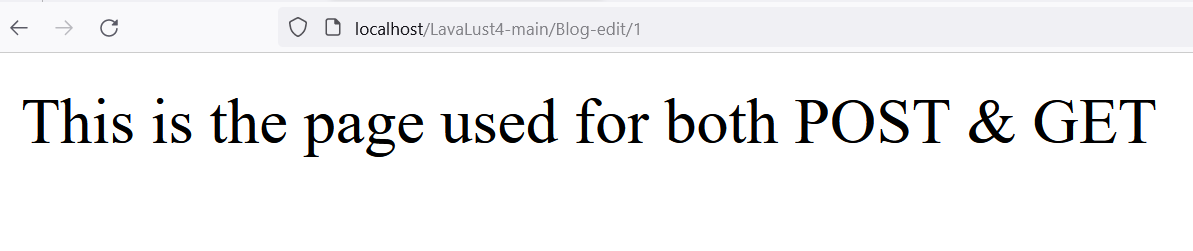 localhost/LavaLust4-main/Blog-edit/1
This is the page used for both POST & GET